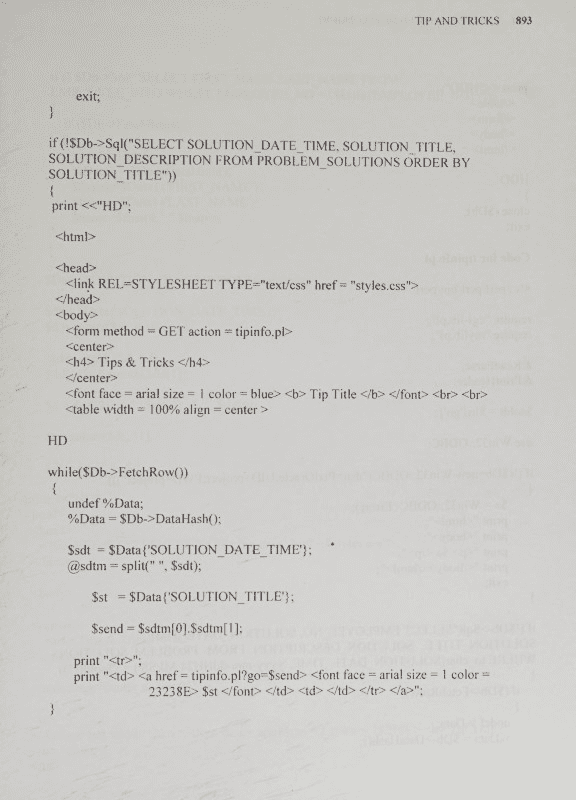 TIP AND TRICKS 893
exit;
}
if (!$Db->Sql("SELECT SOLUTION_DATE_TIME, SOLUTION_TITLE,
SOLUTION_DESCRIPTION FROM PROBLEM_SOLUTIONS ORDER BY
SOLUTION_TITLE"))
{
print <<"HD";
<html>
<head>
<link REL=STYLESHEET TYPE="text/css" href = "styles.css">
</head>
<body>
<form method = GET action = tipinfo.pl>
<center>
<h4> Tips & Tricks </h4>
</center>
<font face = arial size = 1 color = blue> <b> Tip Title </b> </font> <br> <br>
<table width = 100% align = center >
HD
while($Db->FetchRow())
{
undef %Data;
%Data = $Db->DataHash();
$sdt = $Data{'SOLUTION_DATE_TIME'};
@sdtm = split(" ", $sdt);
$st = $Data{'SOLUTION_TITLE'};
$send = $sdtm[0].$sdtm[1];
print "<tr>";
print "<td> <a href = tipinfo.pl?go=$send> <font face = arial size = 1 color =
23238E> $st </font> </td> <td> </td> </tr> </a>";
}